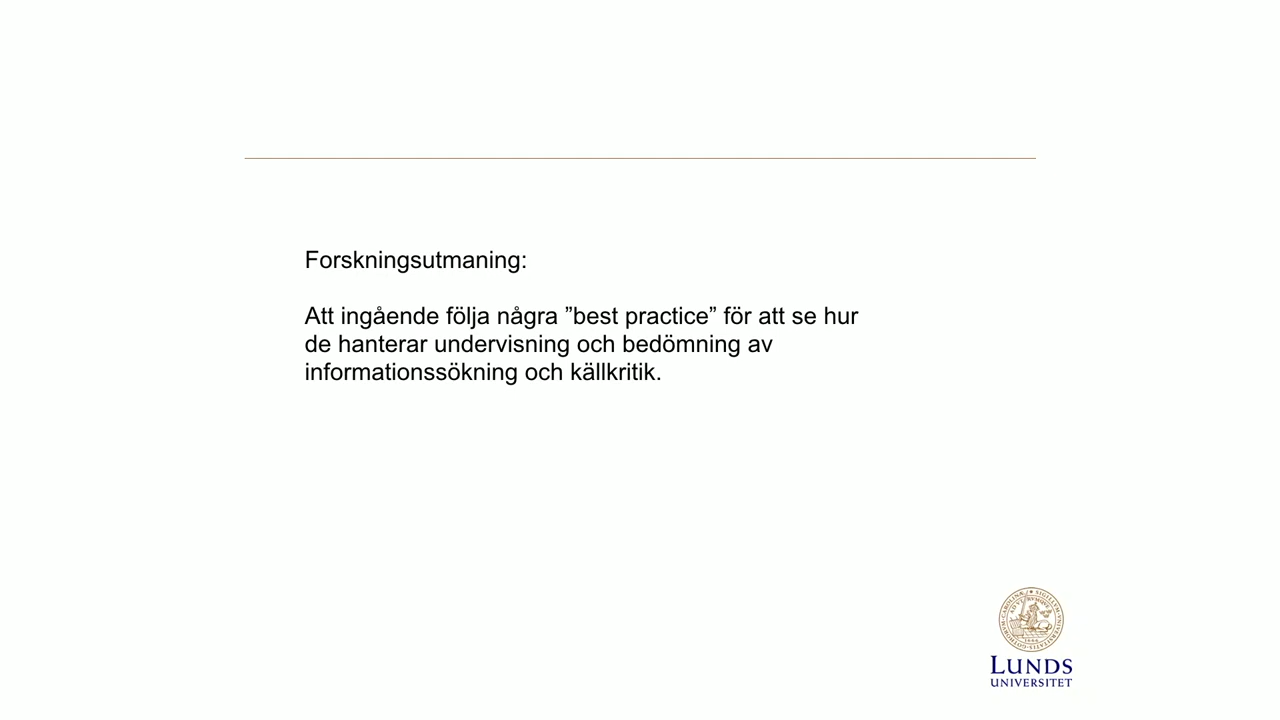 Forskningsutmaning:
Att ingående följa några ”best practice” för att se hur
de hanterar undervisning och bedömning av
informationssökning och källkritik.
LUNDS
UNIVERSITET